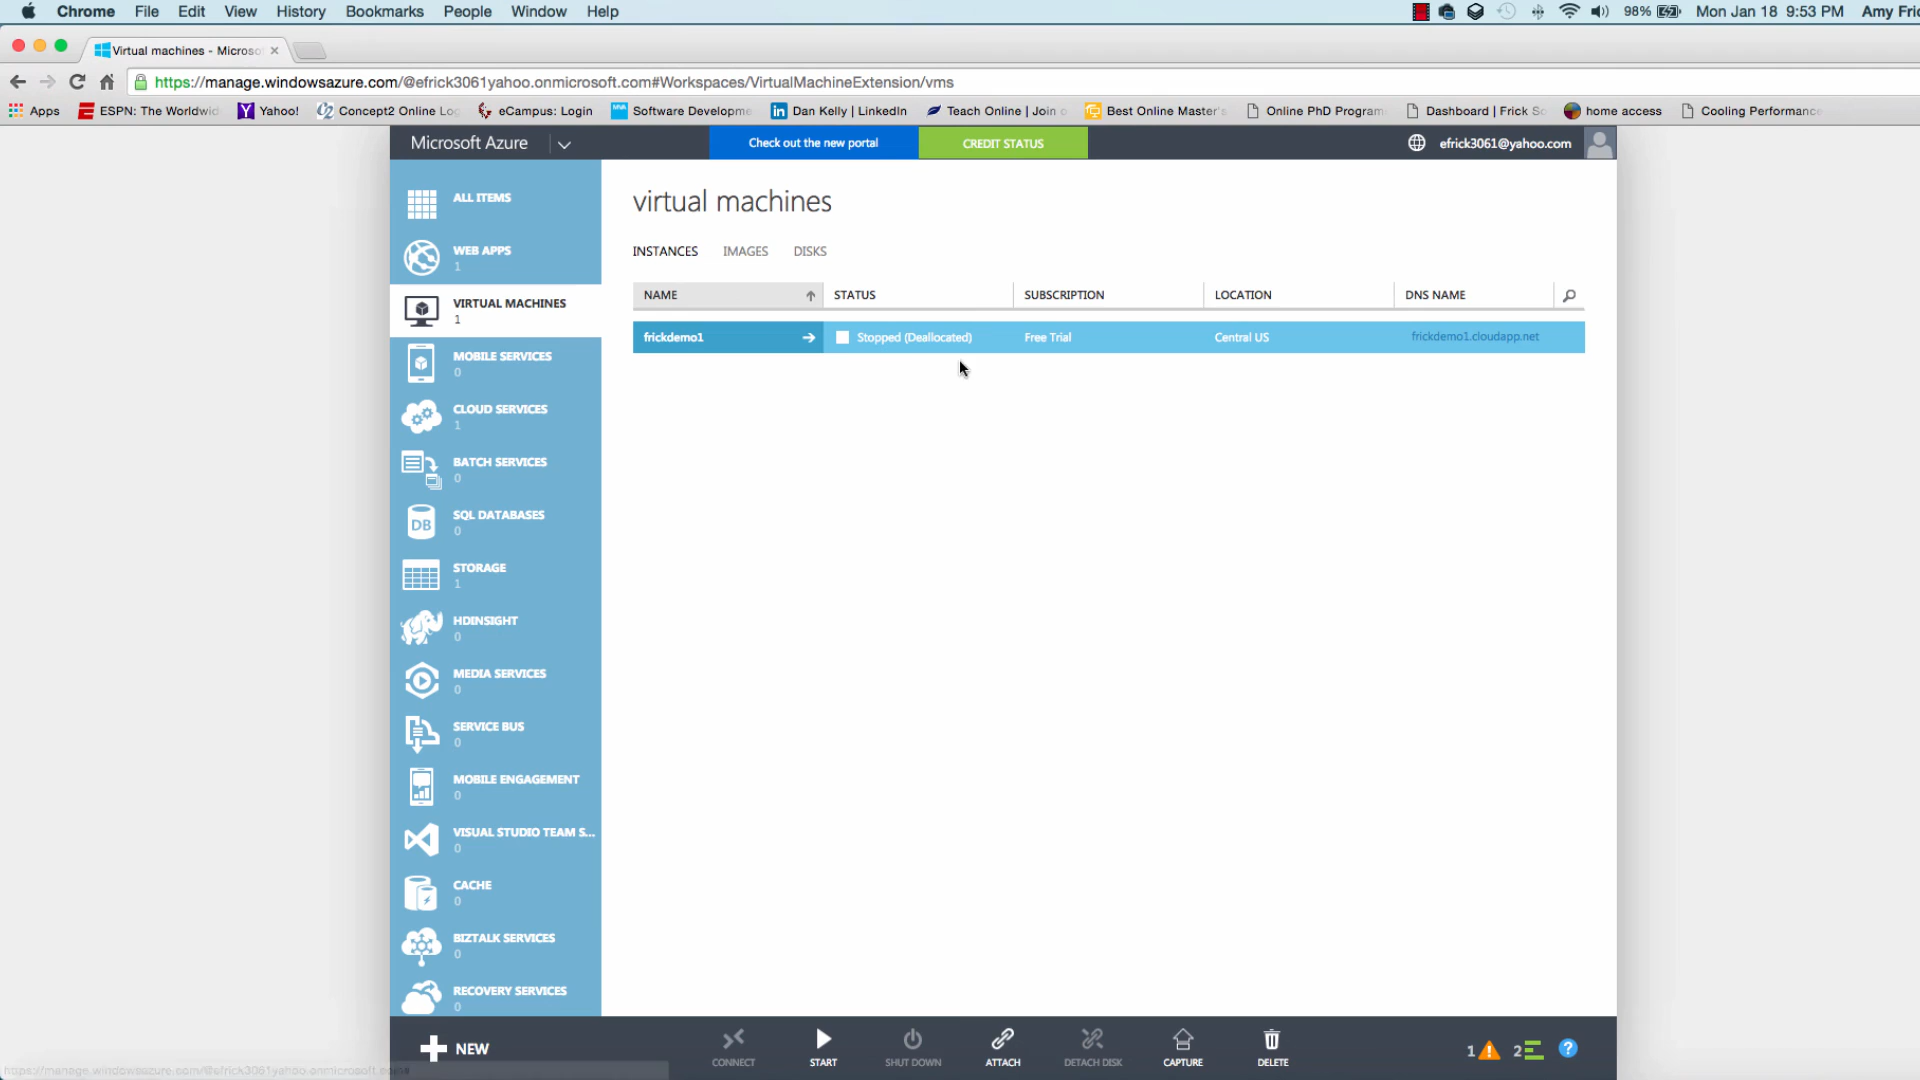 Chrome File Edit View History Bookmarks People Window Help 98% Mon Jan 18 9:53 PM Amy Fric
Virtual machines - Microso
https://manage.windowsazure.com/@efrick3061yahoo.onmicrosoft.com#Workspaces/VirtualMachineExtension/vms
Apps ESPN: The Worldwid Yahoo! Concept2 Online Lo eCampus: Login Software Developme Dan Kelly | LinkedIn Teach Online | Join o Best Online Master's Online PhD Program Dashboard | Frick Sc home access Cooling Performance
Microsoft Azure Check out the new portal CREDIT STATUS efrick3061@yahoo.com
ALL ITEMS
WEB APPS
1
VIRTUAL MACHINES
1
MOBILE SERVICES
0
CLOUD SERVICES
1
BATCH SERVICES
0
SQL DATABASES
0
DB
STORAGE
1
HDINSIGHT
0
MEDIA SERVICES
0
SERVICE BUS
0
MOBILE ENGAGEMENT
0
VISUAL STUDIO TEAM S...
0
CACHE
0
BIZTALK SERVICES
0
RECOVERY SERVICES
0
virtual machines
INSTANCES IMAGES DISKS
NAME STATUS SUBSCRIPTION LOCATION DNS NAME
frickdemo1 Stopped (Deallocated) Free Trial Central US frickdemo1.cloudapp.net
NEW CONNECT START SHUT DOWN ATTACH DETACH DISK CAPTURE DELETE 1 2 ?